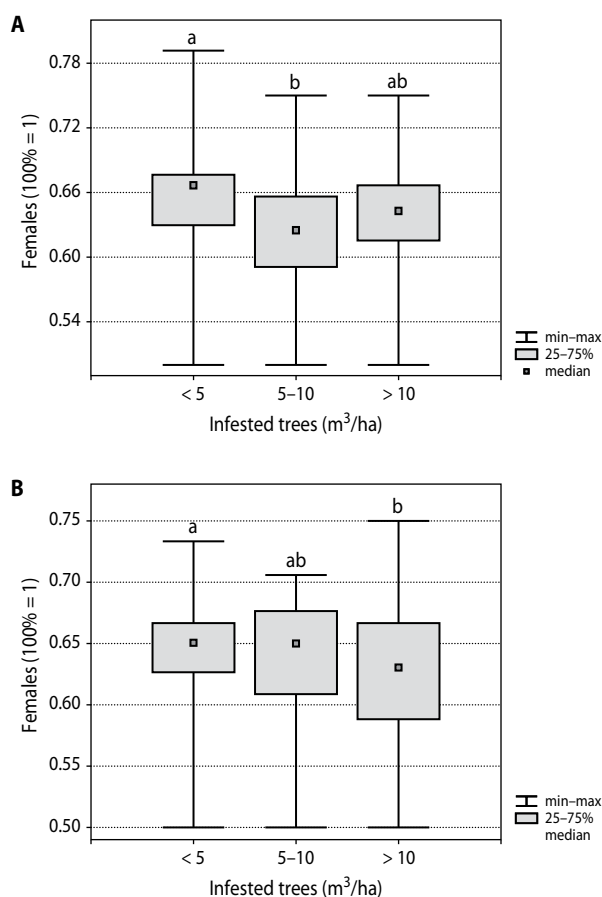 A
a
b
ab
0.78
0.72
0.66
0.60
0.54
Females (100% = 1)
< 5
5–10
> 10
Infested trees (m³/ha)
min–max
25–75%
median
B
a
ab
b
0.75
0.70
0.65
0.60
0.55
0.50
Females (100% = 1)
< 5
5–10
> 10
Infested trees (m³/ha)
min–max
25–75%
median